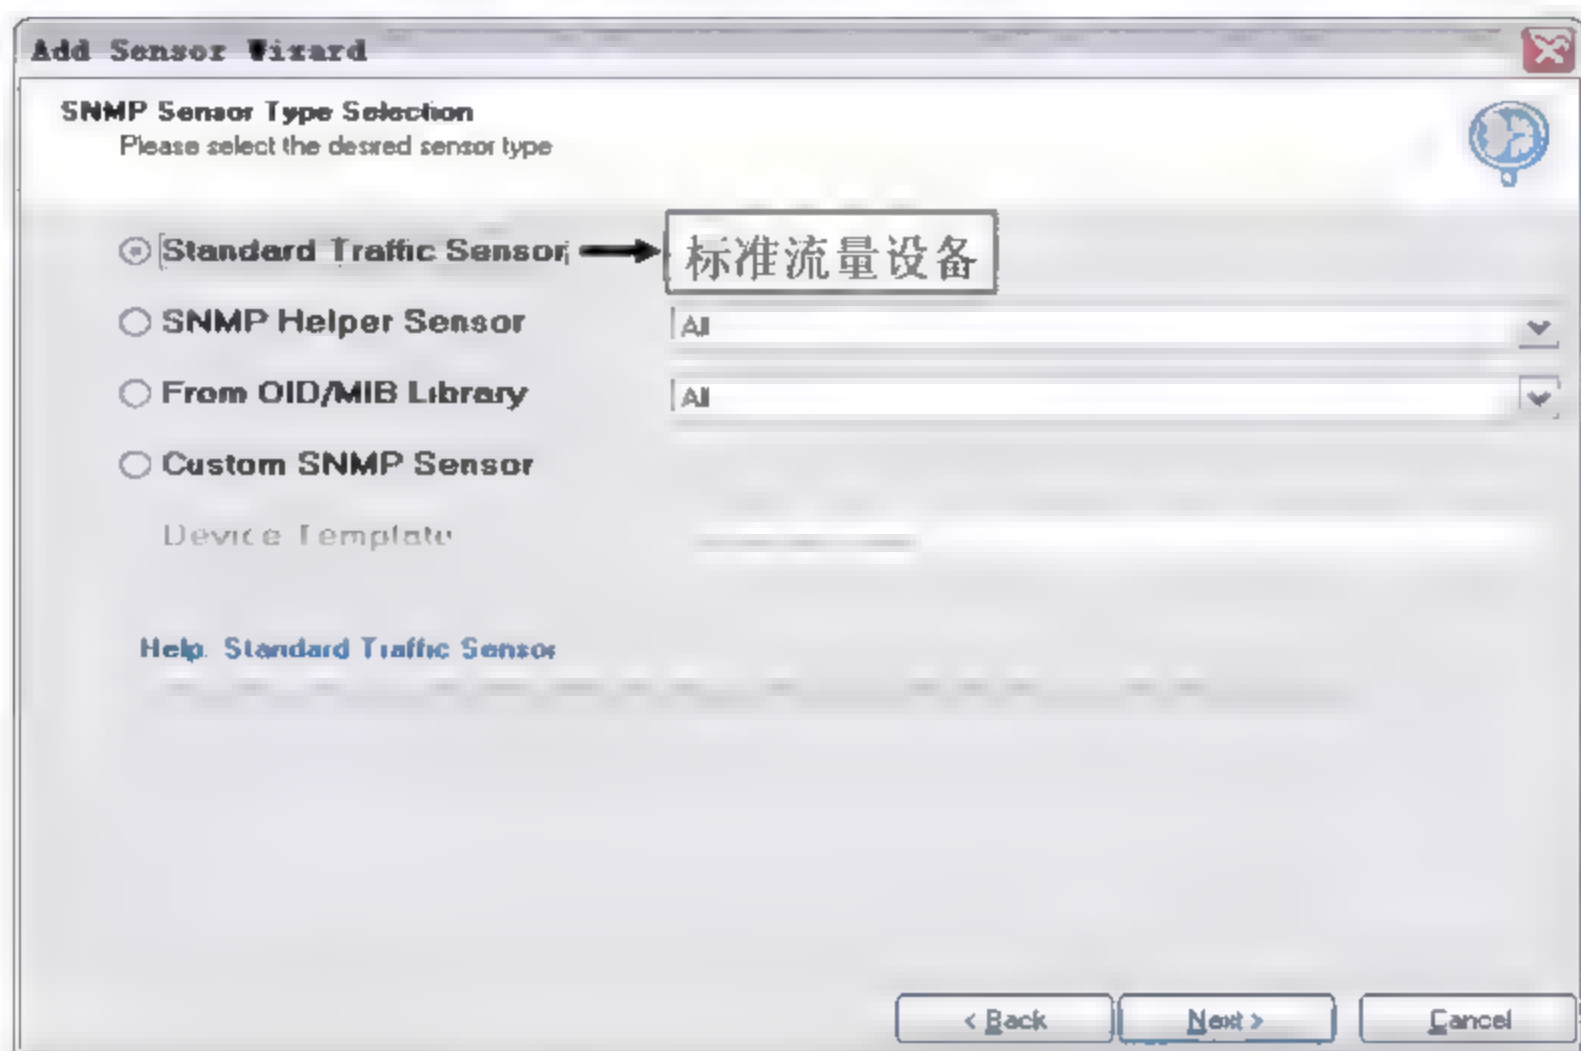 Add Sensor Wizard
SNMP Sensor Type Selection
Please select the desired sensor type
Standard Traffic Sensor
标准流量设备
SNMP Helper Sensor
All
From OID/MIB Library
All
Custom SNMP Sensor
Device Template
Help. Standard Traffic Sensor
< Back
Next >
Cancel